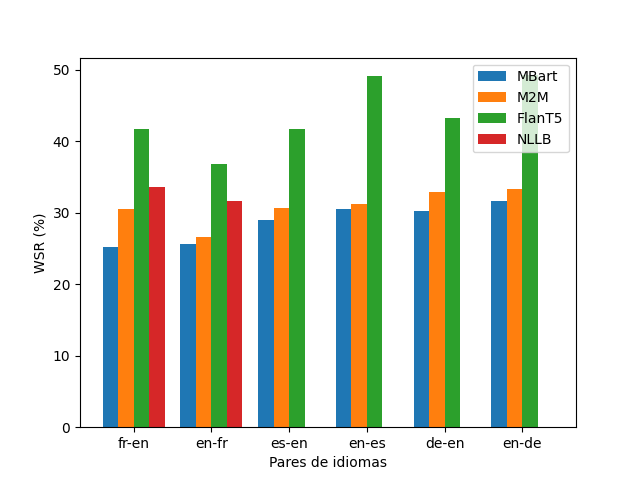 50
40
30
20
10
0
WSR (%)
MBart
M2M
FlanT5
NLLB
fr-en en-fr es-en en-es de-en en-de
Pares de idiomas